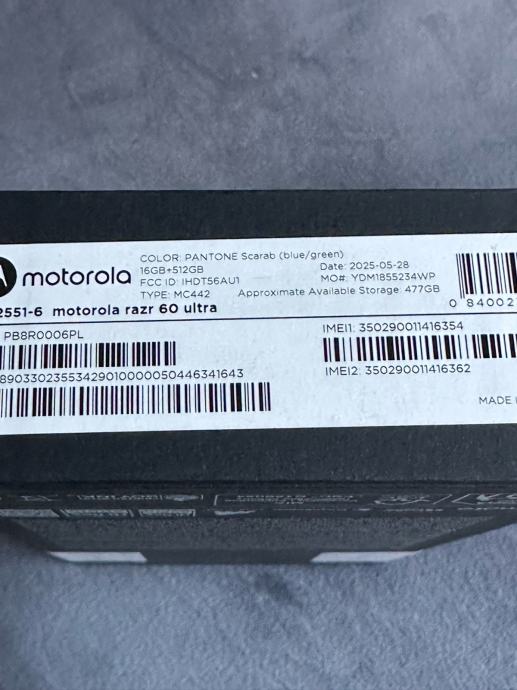 motorola
COLOR: PANTONE Scarab (blue/green)
16GB+512GB
Date: 2025-05-28
FCC ID: IHDT56AU1
MO#: YDM1855234WP
TYPE: MC442
Approximate Available Storage: 477GB
2551-6 motorola razr 60 ultra
0 84002
PB8R0006PL
IMEI1: 350290011416354
89033023553429010000050446341643
IMEI2: 350290011416362
MADE